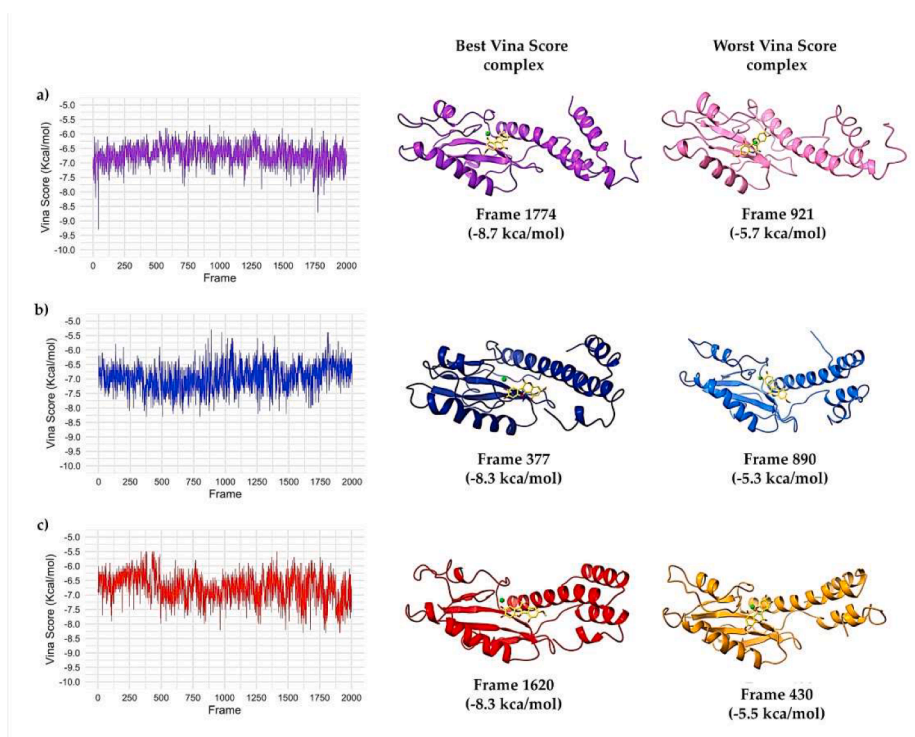 Best Vina Score
complex
Worst Vina Score
complex
a)
-5.0
-5.5
-6.0
-6.5
-7.0
-7.5
-8.0
-8.5
-9.0
-9.5
-10.0
Vina Score (Kcal/mol)
0 250 500 750 1000 1250 1500 1750 2000
Frame
Frame 1774
(-8.7 kca/mol)
Frame 921
(-5.7 kca/mol)
b)
-5.0
-5.5
-6.0
-6.5
-7.0
-7.5
-8.0
-8.5
-9.0
-9.5
-10.0
Vina Score (Kcal/mol)
0 250 500 750 1000 1250 1500 1750 2000
Frame
Frame 377
(-8.3 kca/mol)
Frame 890
(-5.3 kca/mol)
c)
-5.0
-5.5
-6.0
-6.5
-7.0
-7.5
-8.0
-8.5
-9.0
-9.5
-10.0
Vina Score (Kcal/mol)
0 250 500 750 1000 1250 1500 1750 2000
Frame
Frame 1620
(-8.3 kca/mol)
Frame 430
(-5.5 kca/mol)